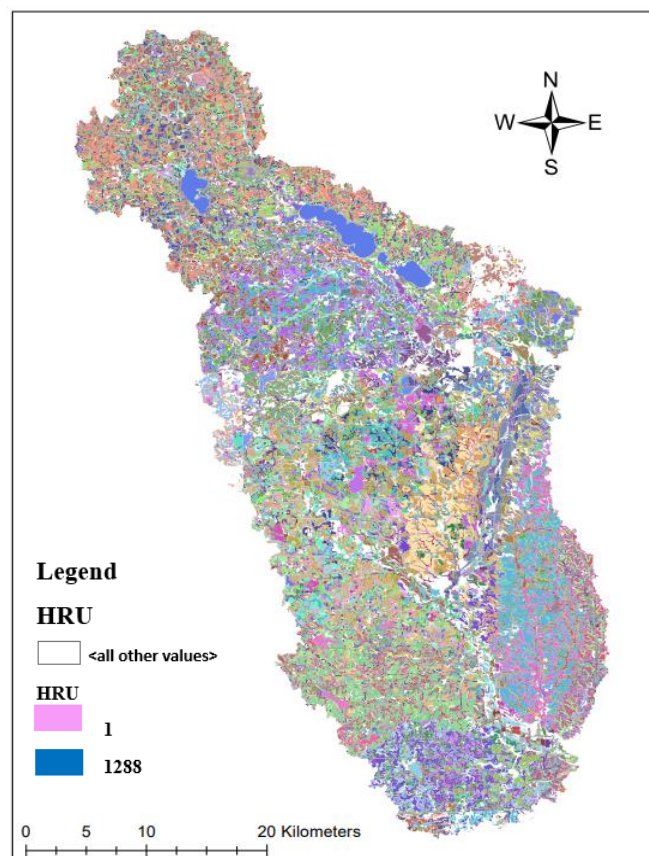 N
W E
S
Legend
HRU
<all other values>
HRU
1
1288
0 5 10 20 Kilometers